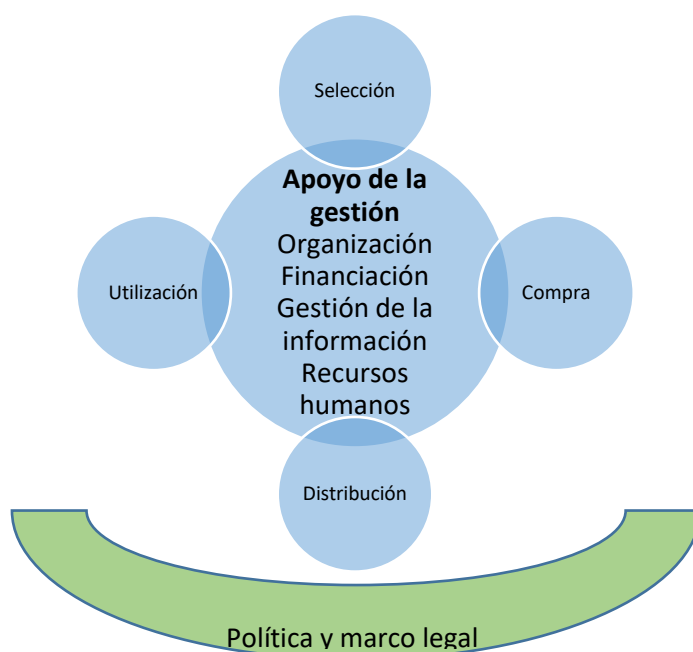 Selección
Apoyo de la
gestión
Organización
Financiación
Gestión de la
información
Recursos
humanos
Utilización
Compra
Distribución
Política y marco legal